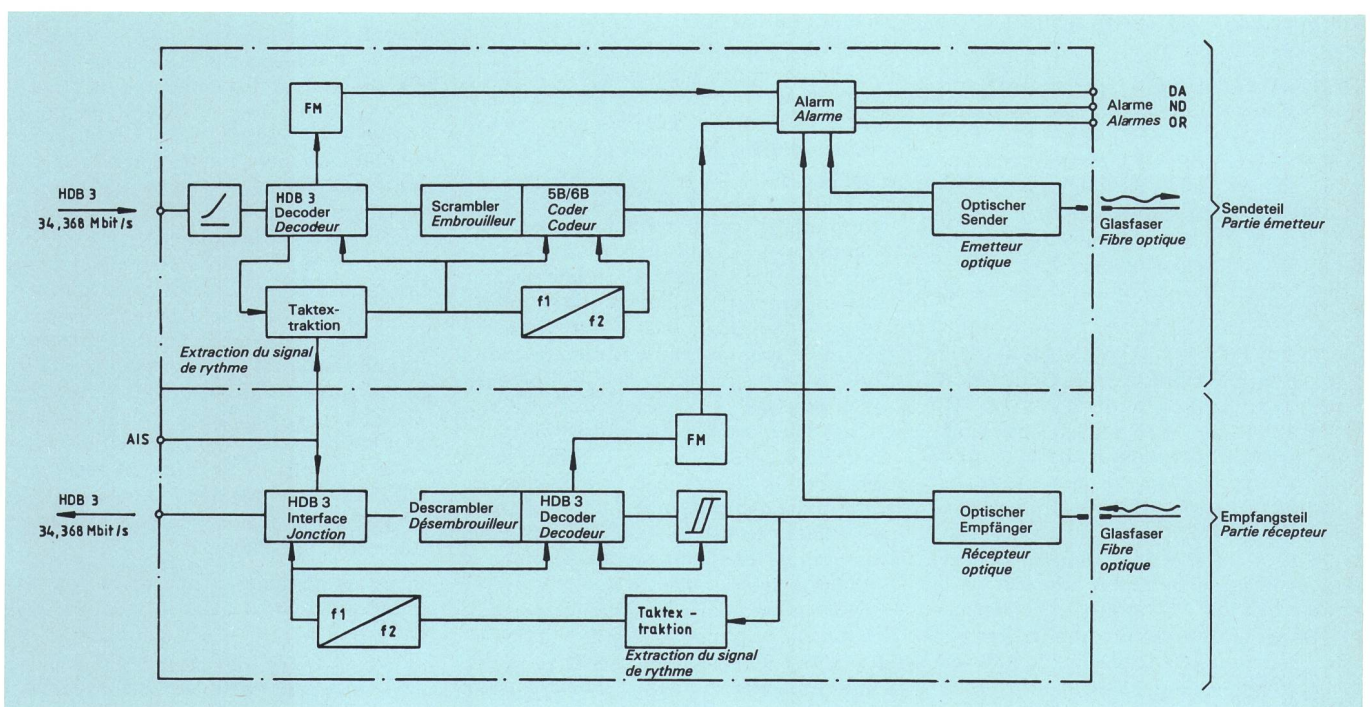 FM
Alarm
Alarme
Alarme
Alarmes
DA
ND
OR
HDB 3
34,368 Mbit/s
HDB 3
Decoder
Decodeur
Scrambler
Embrouilleur
5B/6B
Coder
Codeur
Optischer
Sender
Emetteur
optique
Glasfaser
Fibre optique
Sendeteil
Partie émetteur
Taktex-
traktion
f1
f2
Extraction du signal
de rythme
AIS
FM
HDB 3
34,368 Mbit/s
HDB 3
Interface
Jonction
Descrambler
Désembrouilleur
HDB 3
Decoder
Decodeur
Optischer
Empfänger
Récepteur
optique
Glasfaser
Fibre
optique
Empfangsteil
Partie récepteur
f1
f2
Taktex -
traktion
Extraction du signal
de rythme